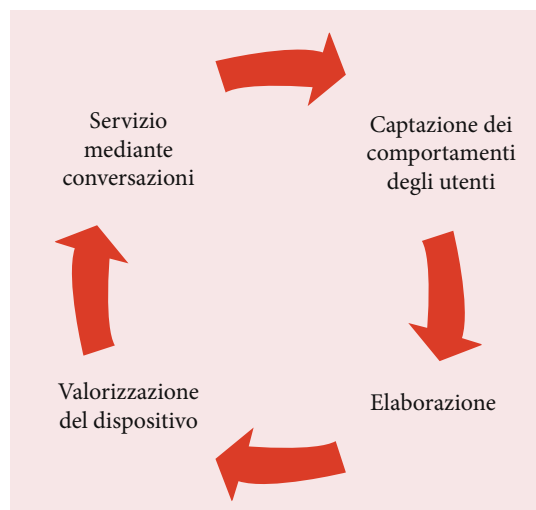 Servizio
mediante
conversazioni
Captazione dei
comportamenti
degli utenti
Elaborazione
Valorizzazione
del dispositivo